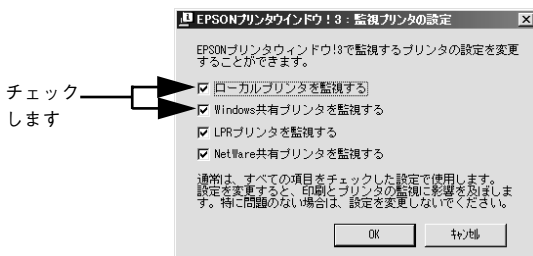 EPSONプリンタウインドウ!3:監視プリンタの設定
EPSONプリンタウィンドウ!3で監視するプリンタの設定を変更
することができます。
チェック
します
ローカルプリンタを監視する
Windows共有プリンタを監視する
LPRプリンタを監視する
NetWare共有プリンタを監視する
通常は、すべての項目をチェックした設定で使用します。
設定を変更すると、印刷とプリンタの監視に影響を及ぼしま
す。特に問題のない場合は、設定を変更しないでください。
OK
キャンセル